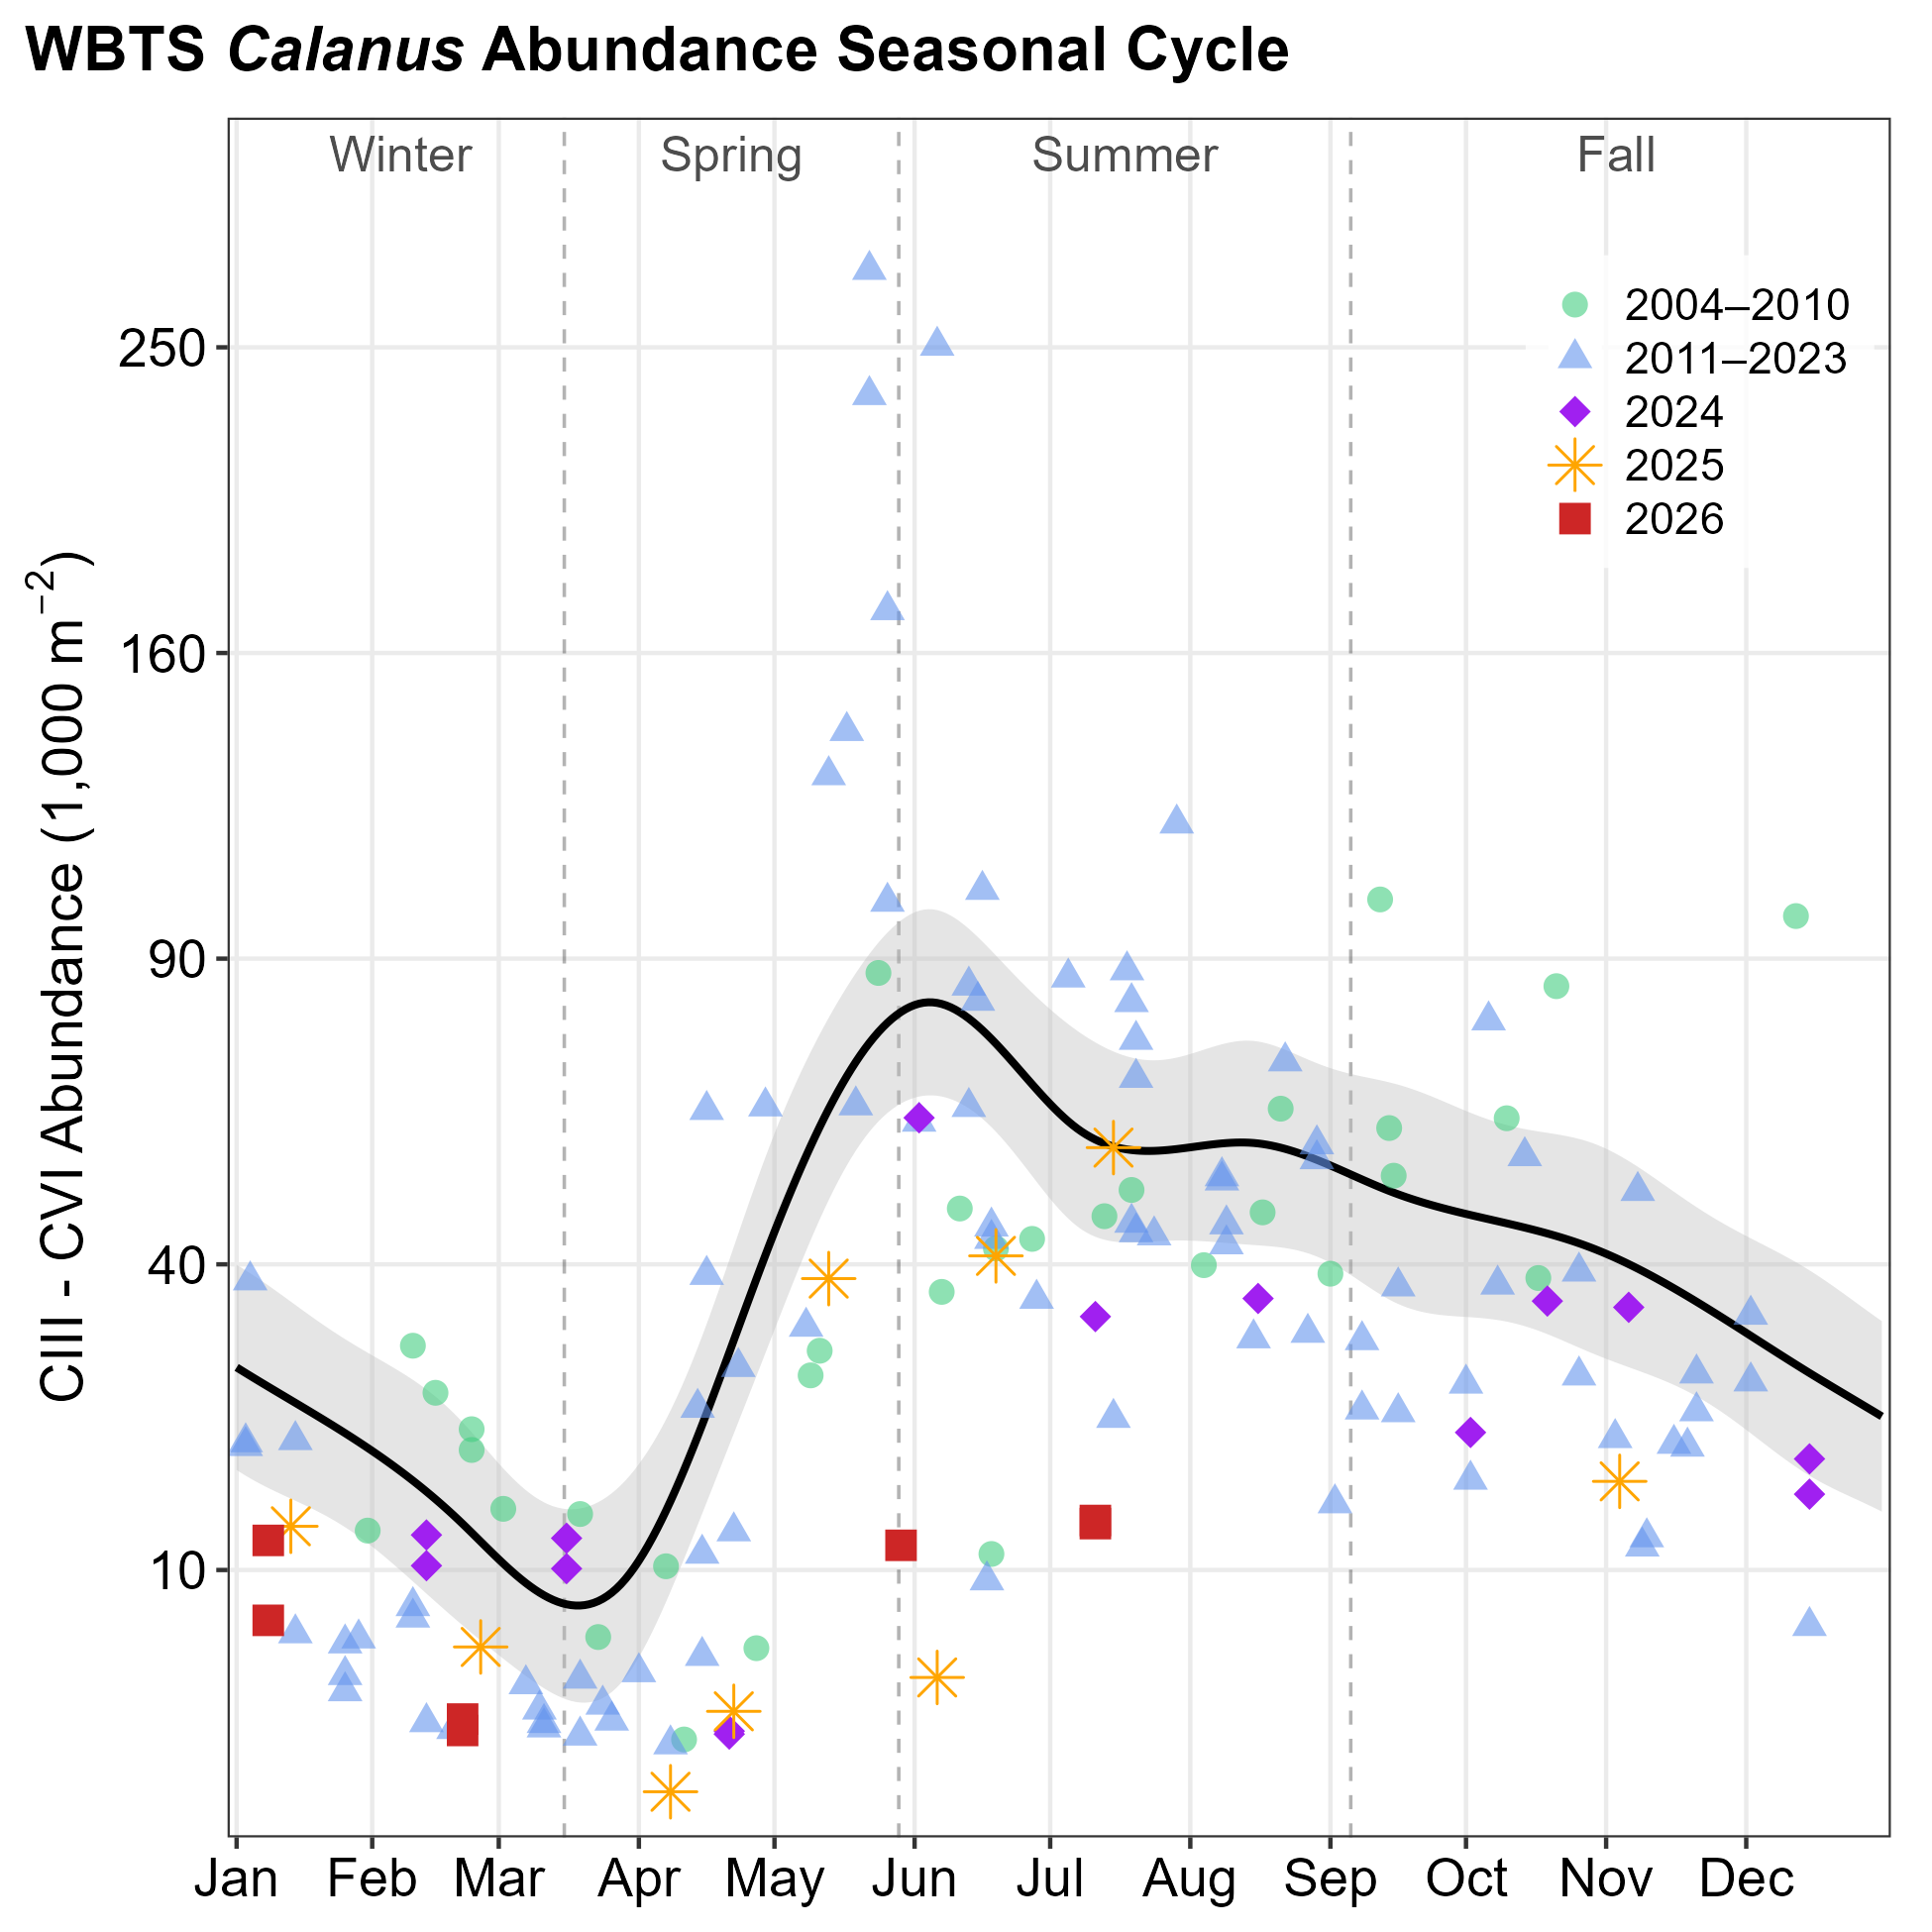 WBTS Calanus Abundance Seasonal Cycle
Winter Spring Summer Fall
2004–2010
2011–2023
2024
2025
2026
250
160
90
40
10
CIII - CVI Abundance (1,000 m⁻²)
Jan Feb Mar Apr May Jun Jul Aug Sep Oct Nov Dec